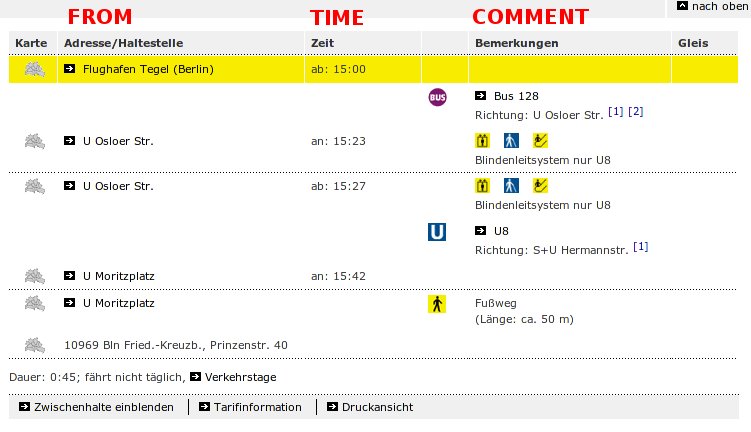 FROM TIME COMMENT
nach oben
Karte Adresse/Haltestelle Zeit Bemerkungen Gleis
Flughafen Tegel (Berlin) ab: 15:00
BUS Bus 128
Richtung: U Osloer Str. [1] [2]
U Osloer Str. an: 15:23
Blindenleitsystem nur U8
U Osloer Str. ab: 15:27
Blindenleitsystem nur U8
U U8
Richtung: S+U Hermannstr. [1]
U Moritzplatz an: 15:42
U Moritzplatz Fußweg
(Länge: ca. 50 m)
10969 Bln Fried.-Kreuzb., Prinzenstr. 40
Dauer: 0:45; fährt nicht täglich, Verkehrstage
Zwischenhalte einblenden Tarifinformation Druckansicht